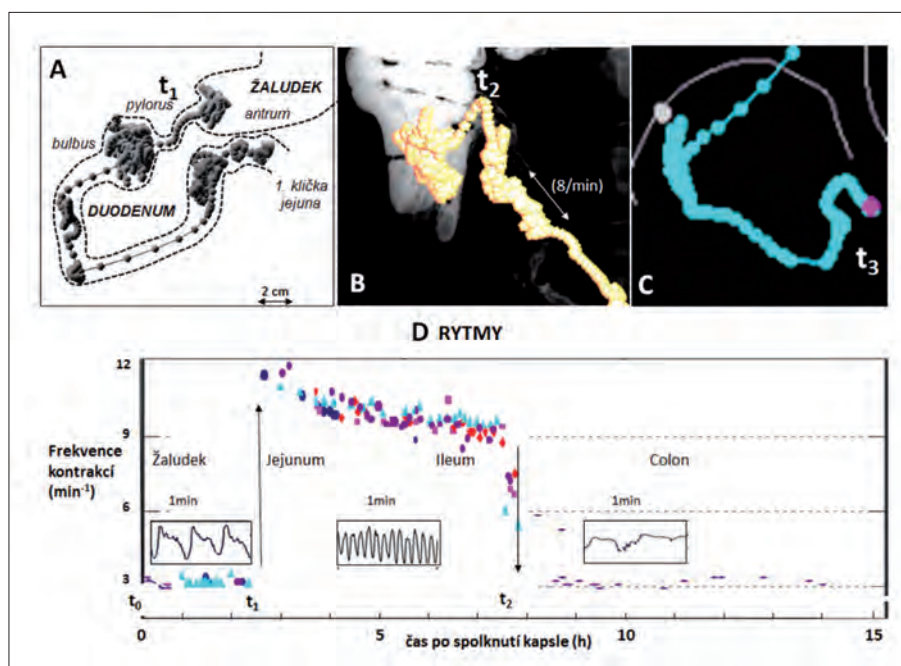 A
t1
pylorus
ŽALUDEK
antrum
bulbus
1. klička
jejuna
DUODENUM
2 cm
t2
(8/min)
B
t3
C
D RYTMY
12
9
Frekvence
kontrakcí
(min-1)
Žaludek
Jejunum
Ileum
Colon
1min
1min
1min
6
3
t0
t1
t2
0
5
10
15
čas po spolknutí kapsle (h)